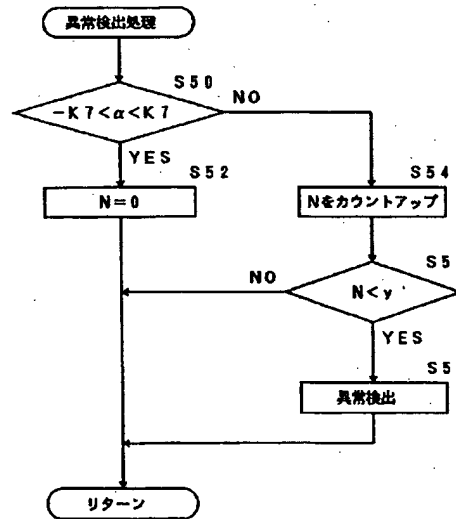 異常検出処理
S50
-K7<α<K7
NO
YES
S52
N=0
S54
Nをカウントアップ
S5
N<y
NO
YES
S5
異常検出
リターン